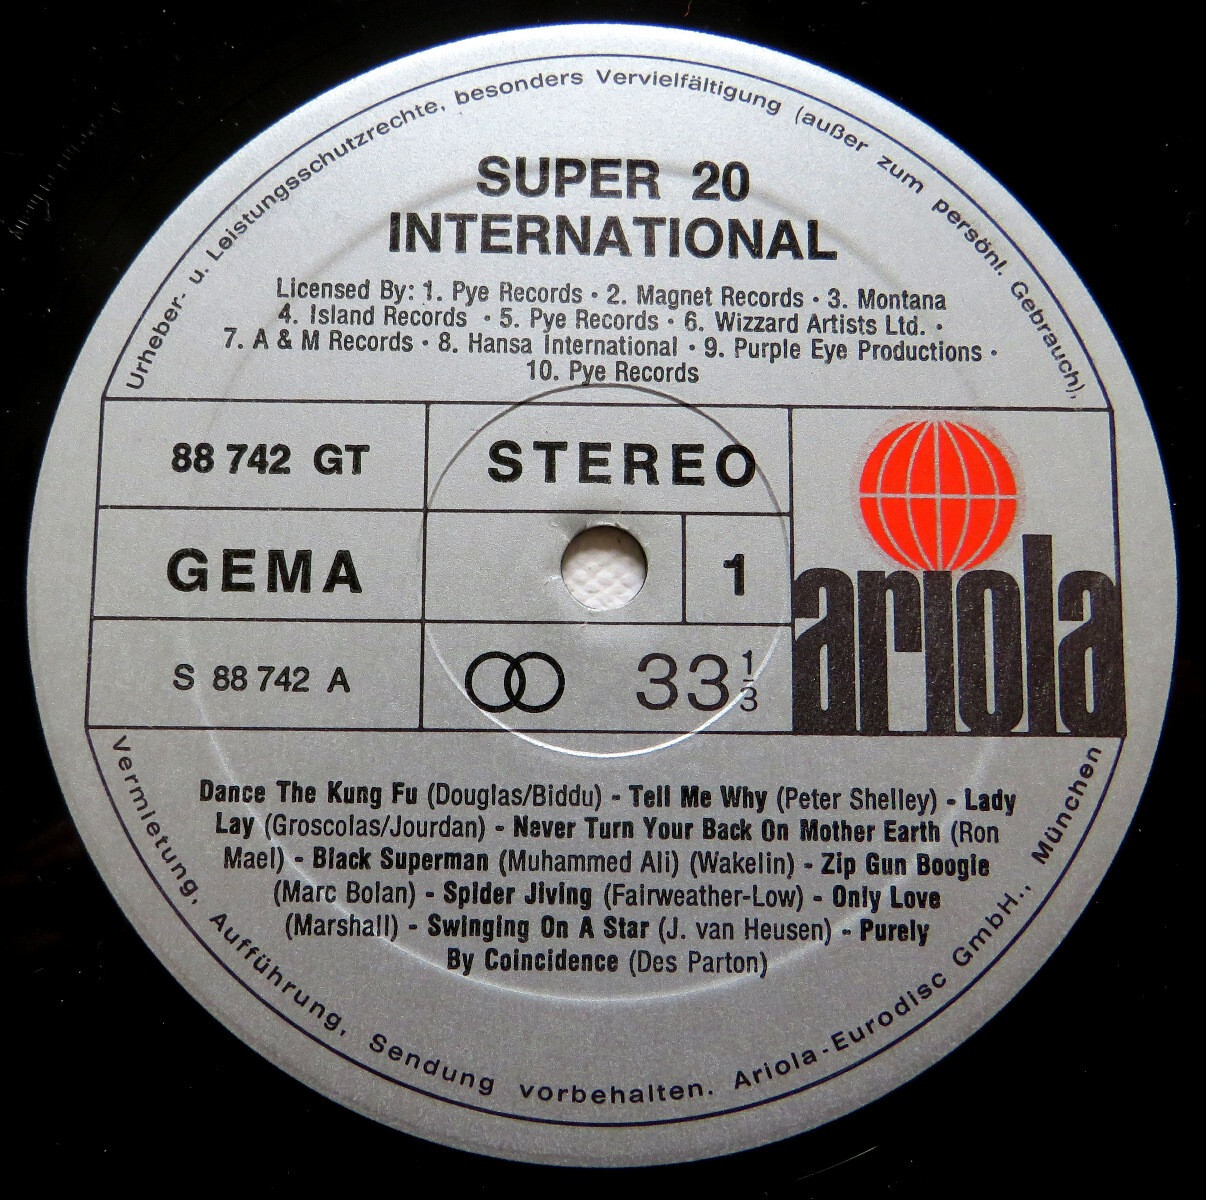 Urheber- u. Leistungsschutzrechte, besonders Vervielfältigung (außer zum persönl. Gebrauch),
SUPER 20
INTERNATIONAL
Licensed By: 1. Pye Records · 2. Magnet Records · 3. Montana
4. Island Records · 5. Pye Records · 6. Wizzard Artists Ltd. ·
7. A & M Records · 8. Hansa International · 9. Purple Eye Productions ·
10. Pye Records
88 742 GT
STEREO
GEMA
1
S 88 742 A
33 1/3
ariola
Dance The Kung Fu (Douglas/Biddu) - Tell Me Why (Peter Shelley) - Lady
Lay (Groscolas/Jourdan) - Never Turn Your Back On Mother Earth (Ron
Mael) - Black Superman (Muhammed Ali) (Wakelin) - Zip Gun Boogie
(Marc Bolan) - Spider Jiving (Fairweather-Low) - Only Love
(Marshall) - Swinging On A Star (J. van Heusen) - Purely
By Coincidence (Des Parton)
Vermietung, Aufführung, Sendung vorbehalten. Ariola-Eurodisc GmbH., München